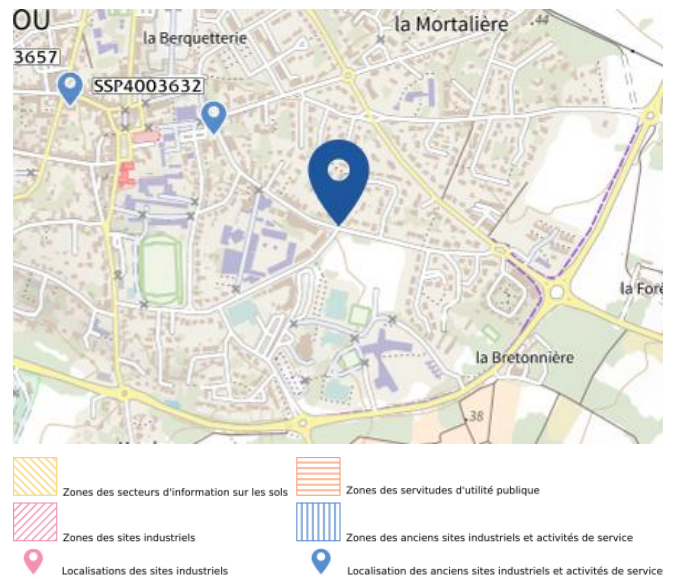 OU
la Mortalière
.44
la Berquetterie
3657
SSP4003632
la Foré
la Bretonnière
.38
Zones des secteurs d'information sur les sols
Zones des servitudes d'utilité publique
Zones des sites industriels
Zones des anciens sites industriels et activités de service
Localisations des sites industriels
Localisation des anciens sites industriels et activités de service